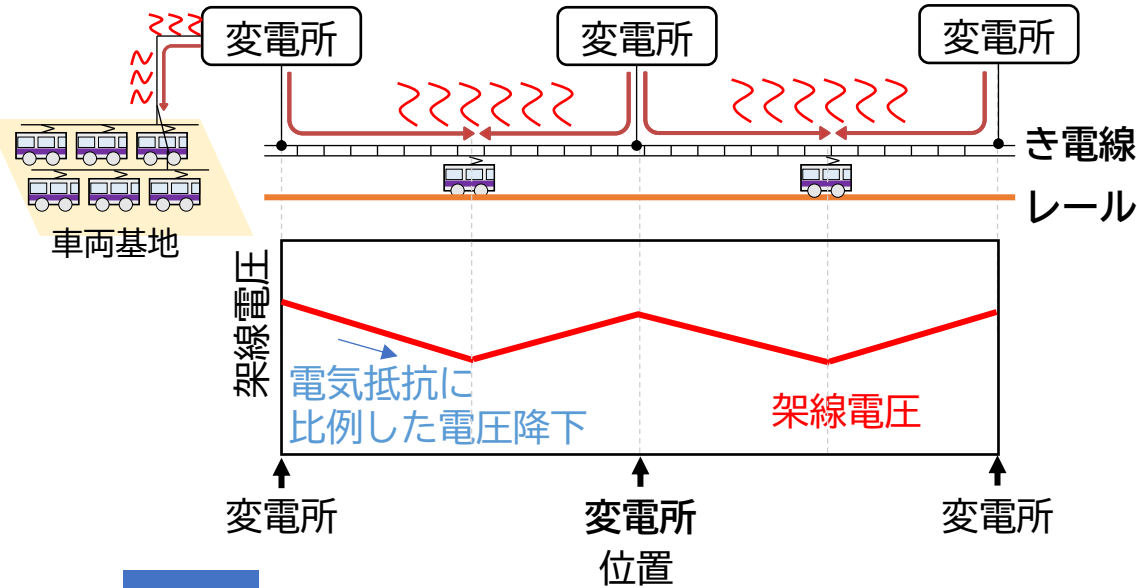 変電所
変電所
変電所
き電線
レール
車両基地
架線電圧
電気抵抗に
比例した電圧降下
架線電圧
変電所
変電所
変電所
位置